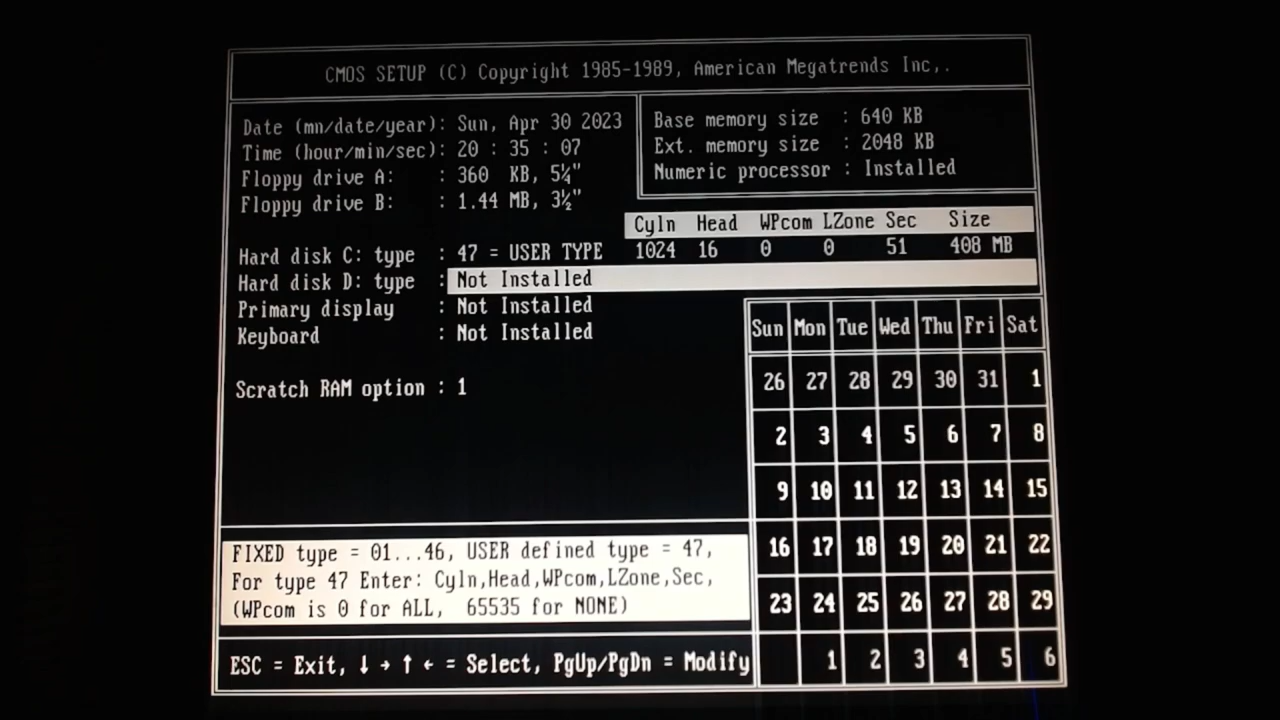 CMOS SETUP (C) Copyright 1985-1989, American Megatrends Inc,.
Date (mn/date/year): Sun, Apr 30 2023
Time (hour/min/sec): 20 : 35 : 07
Floppy drive A: : 360 KB, 5¼"
Floppy drive B: : 1.44 MB, 3½"
Base memory size : 640 KB
Ext. memory size : 2048 KB
Numeric processor : Installed
Cyln Head WPcom LZone Sec Size
Hard disk C: type : 47 = USER TYPE 1024 16 0 0 51 408 MB
Hard disk D: type : Not Installed
Primary display : Not Installed
Keyboard : Not Installed
Scratch RAM option : 1
Sun Mon Tue Wed Thu Fri Sat
26 27 28 29 30 31 1
2 3 4 5 6 7 8
9 10 11 12 13 14 15
16 17 18 19 20 21 22
23 24 25 26 27 28 29
1 2 3 4 5 6
FIXED type = 01...46, USER defined type = 47,
For type 47 Enter: Cyln,Head,WPcom,LZone,Sec,
(WPcom is 0 for ALL, 65535 for NONE)
ESC = Exit, ↓ → ↑ ← = Select, PgUp/PgDn = Modify